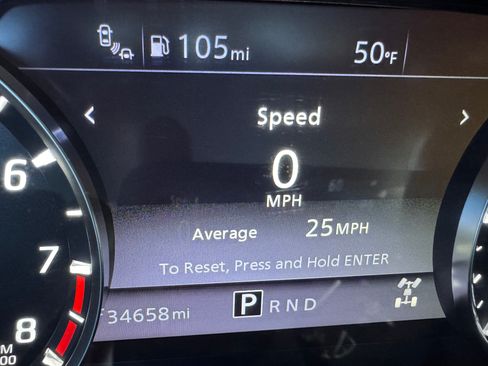 105mi 50°F
Speed
0
MPH
Average 25MPH
To Reset, Press and Hold ENTER
34658mi P R N D
6
7
8